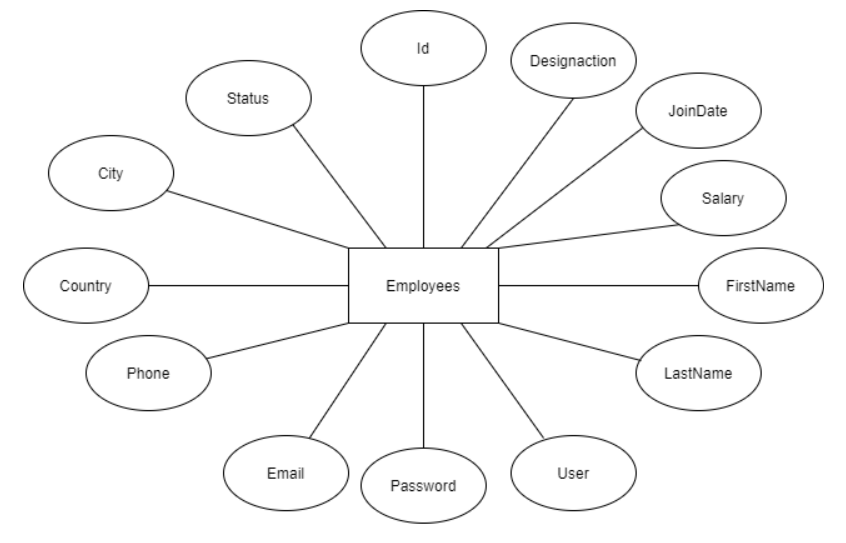 Id
Designaction
Status
JoinDate
City
Salary
Country
Employees
FirstName
Phone
LastName
Email
Password
User